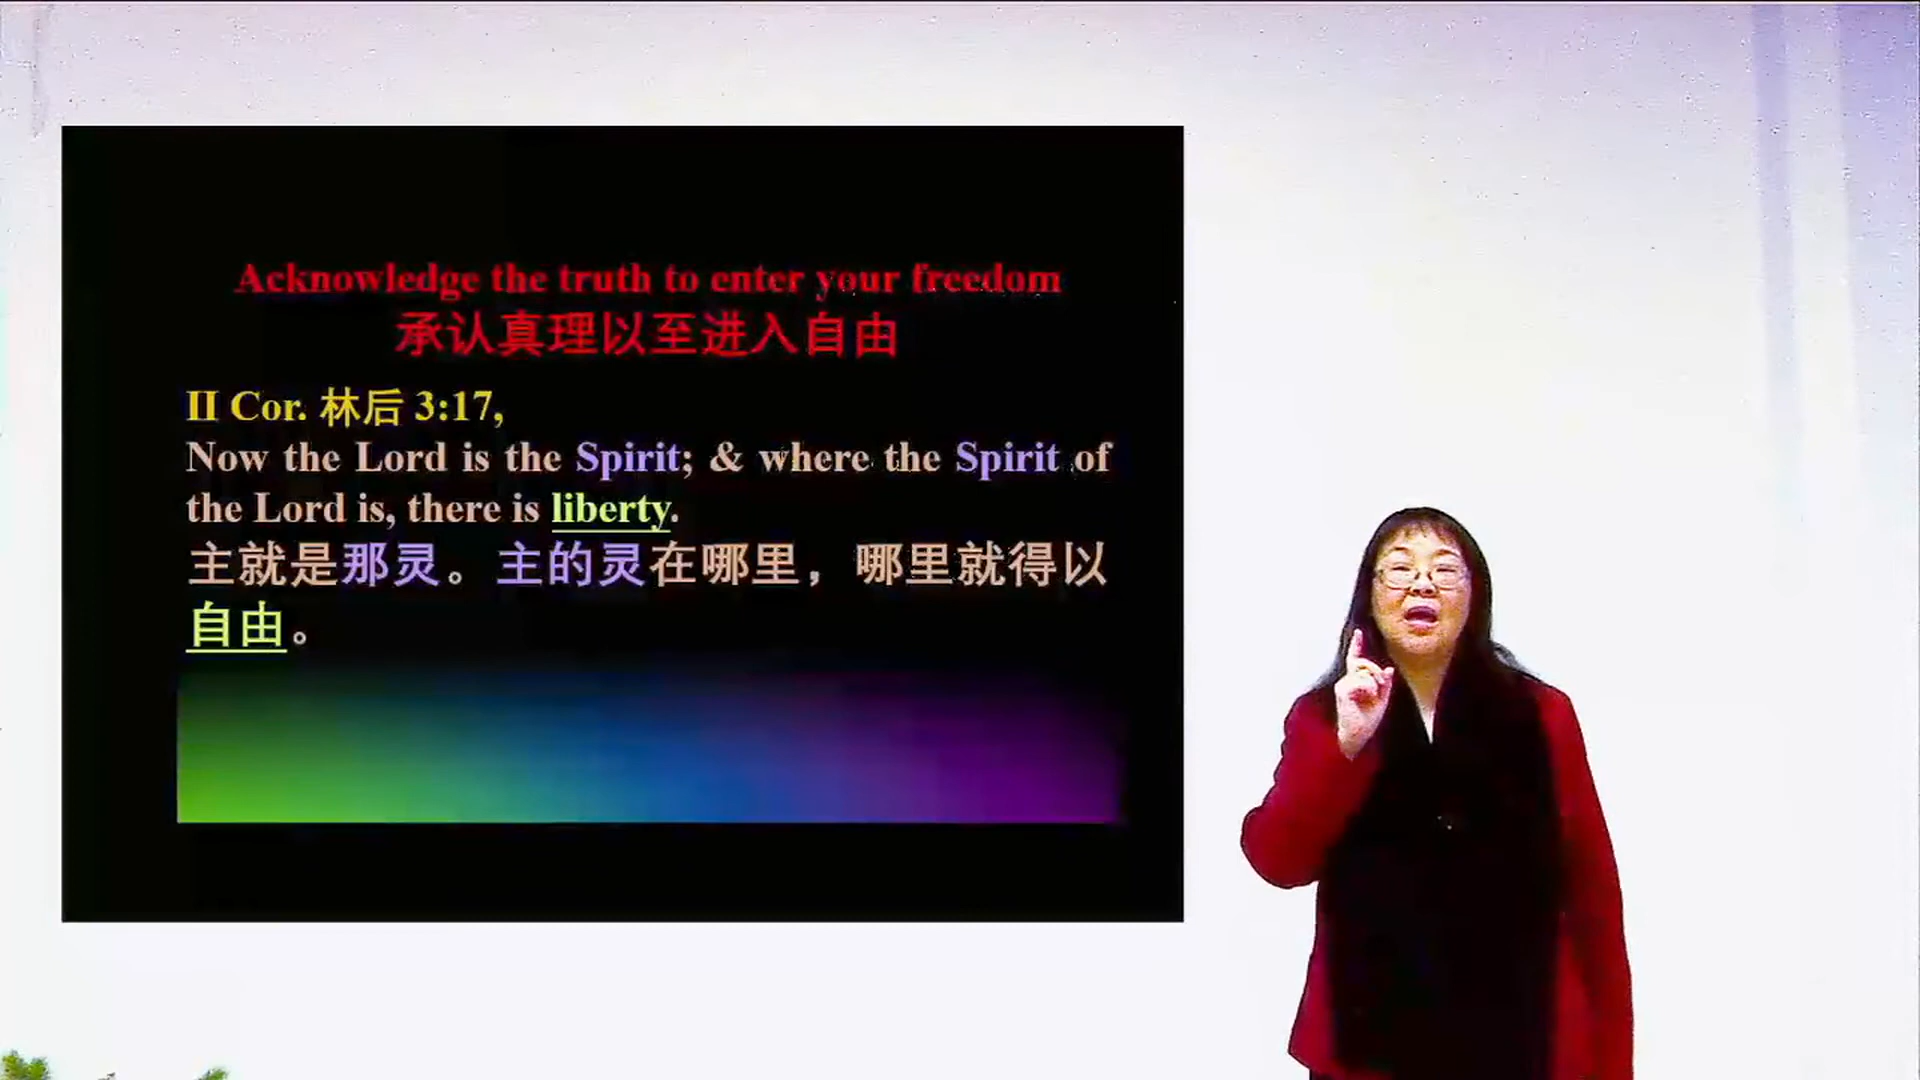 Acknowledge the truth to enter your freedom
承认真理以至进入自由
II Cor. 林后 3:17,
Now the Lord is the Spirit; & where the Spirit of
the Lord is, there is liberty.
主就是那灵。主的灵在哪里，哪里就得以
自由。